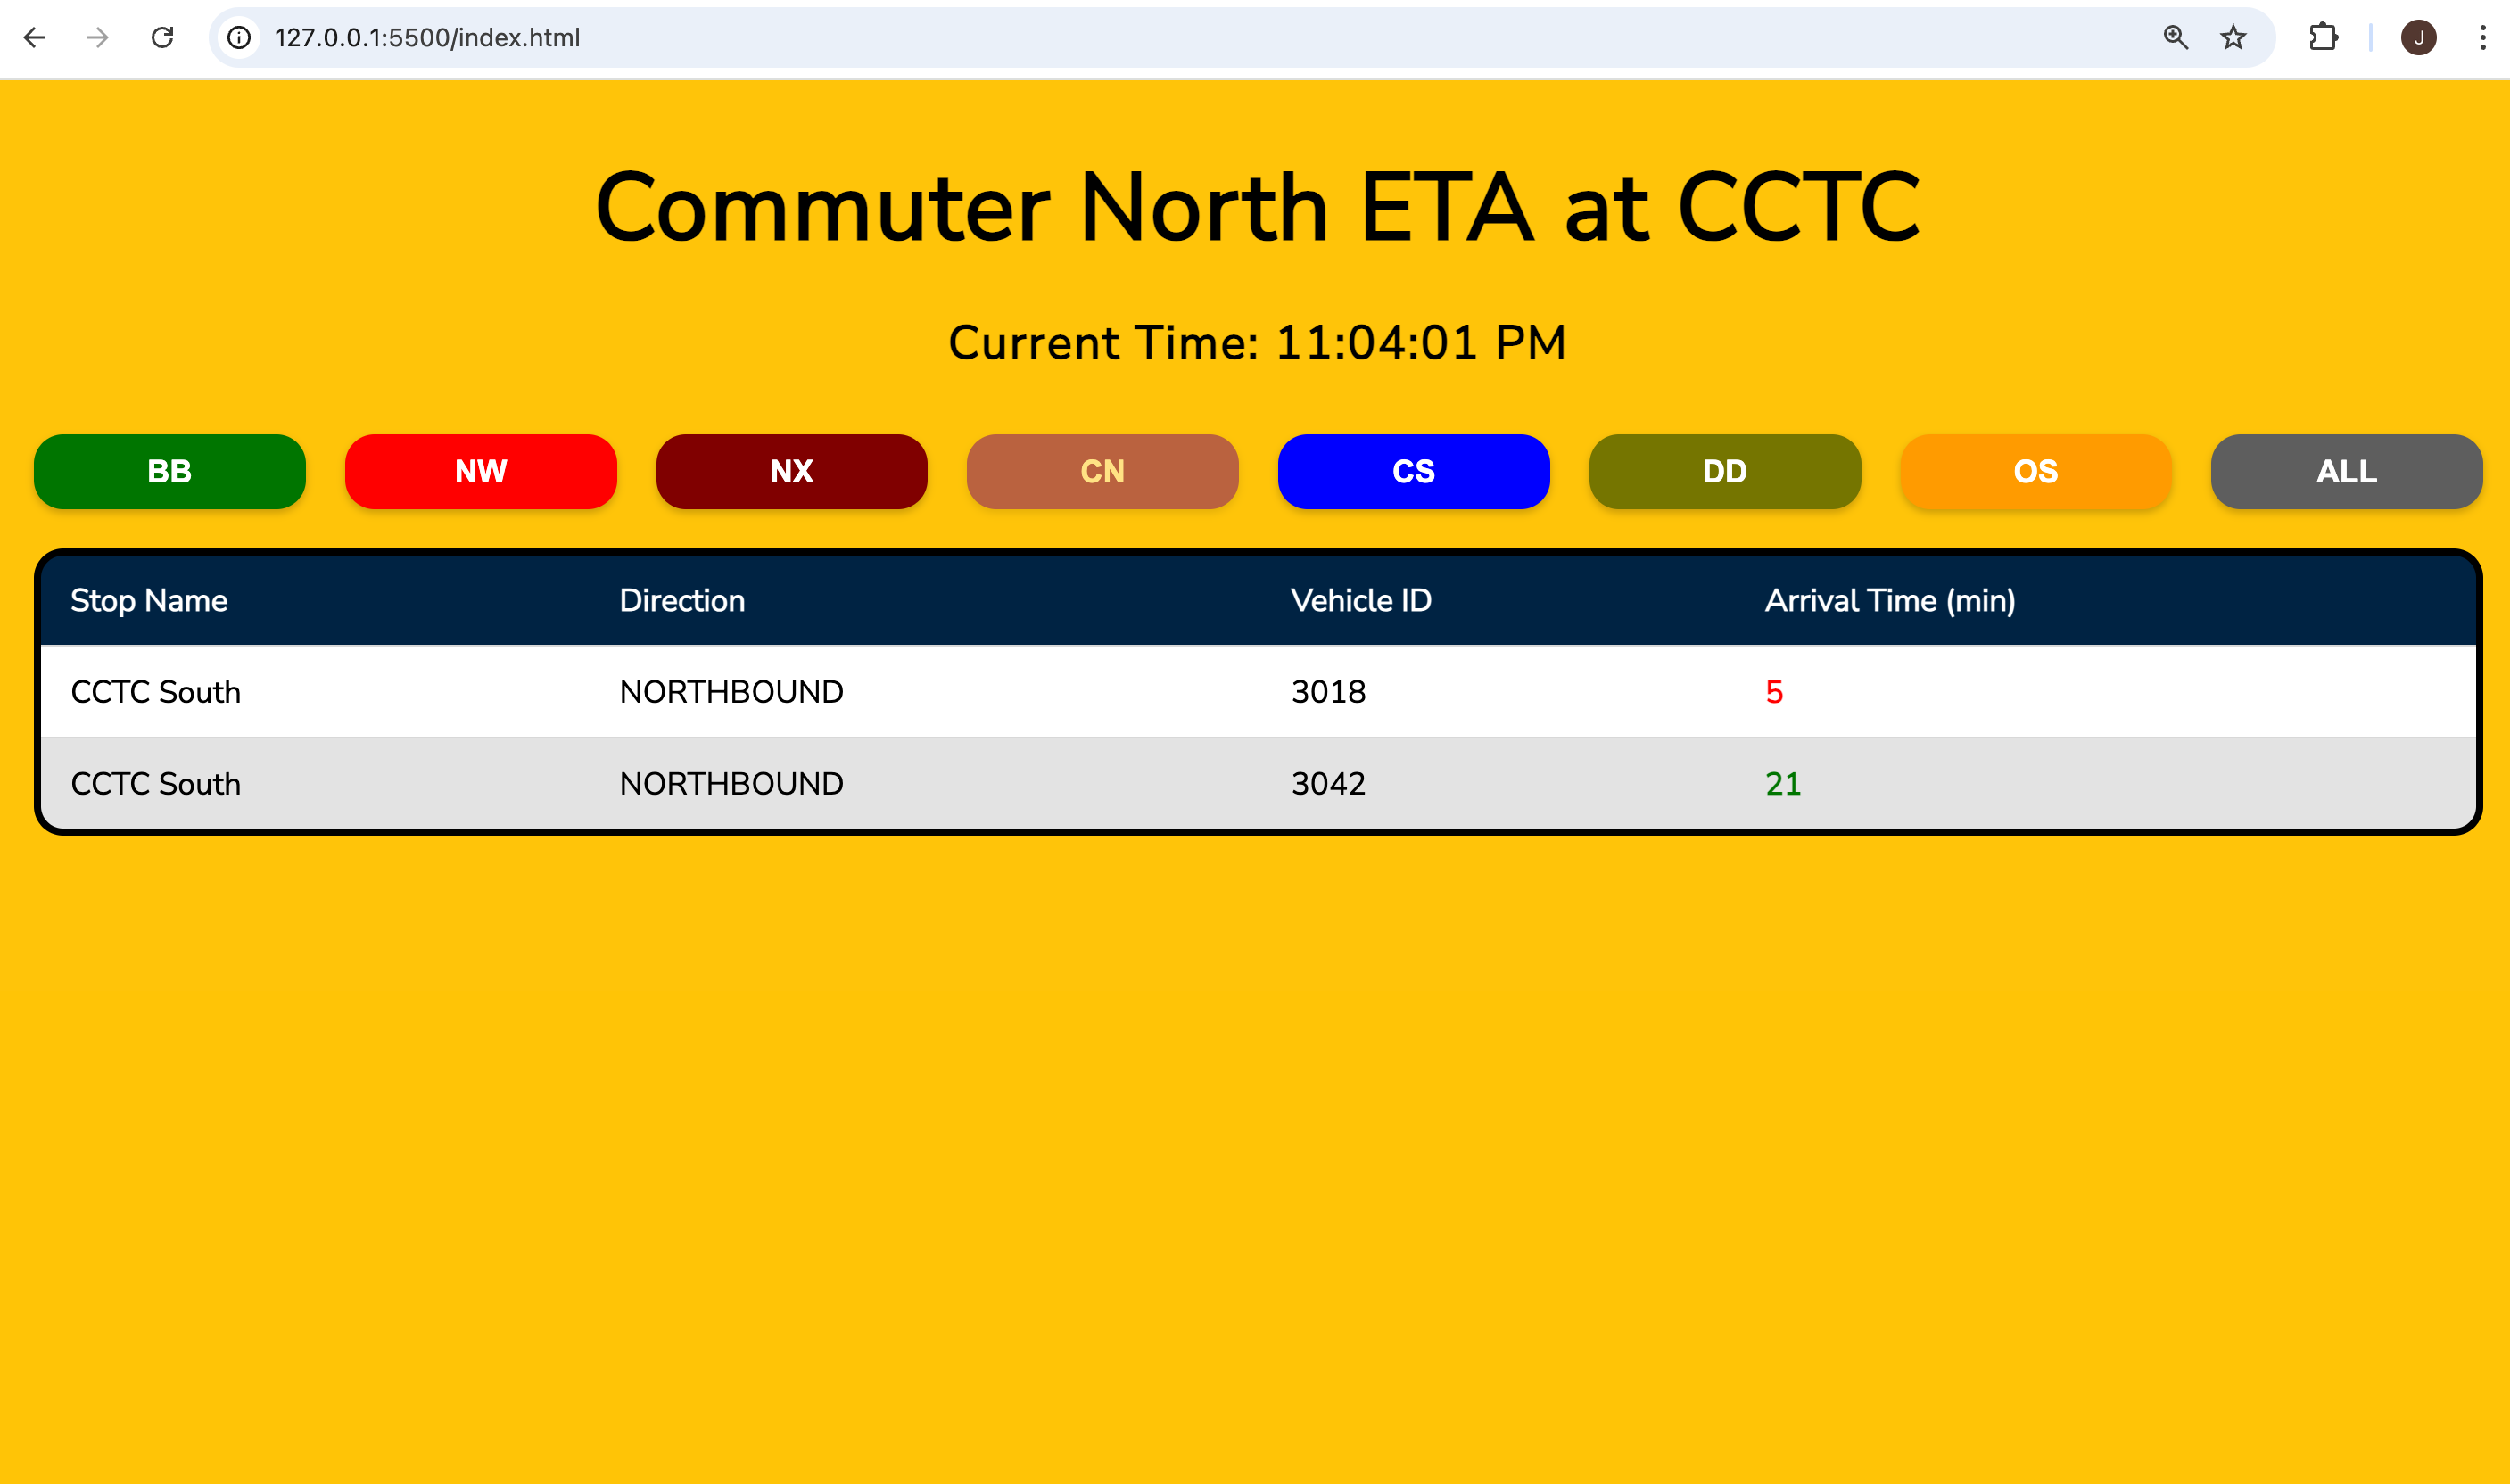 127.0.0.1:5500/index.html
J
Commuter North ETA at CCTC
Current Time: 11:04:01 PM
BB NW NX CN CS DD OS ALL
Stop Name Direction Vehicle ID Arrival Time (min)
CCTC South NORTHBOUND 3018 5
CCTC South NORTHBOUND 3042 21